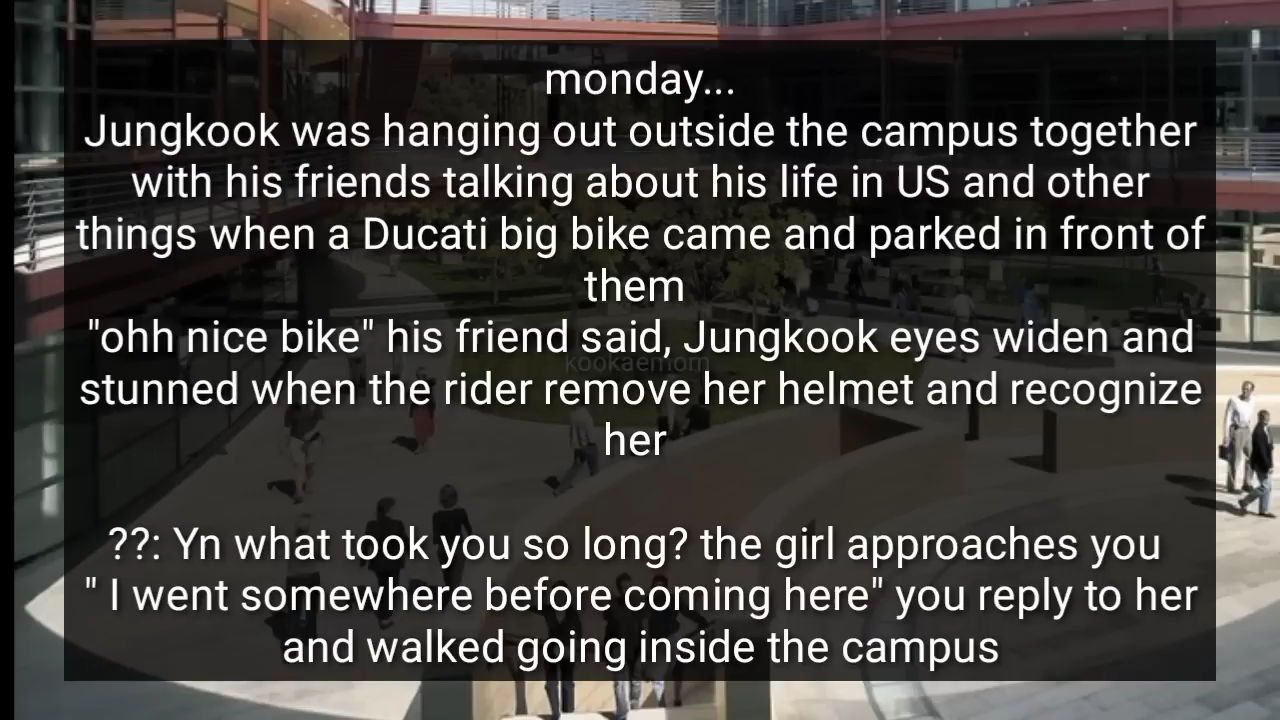 monday...
Jungkook was hanging out outside the campus together
with his friends talking about his life in US and other
things when a Ducati big bike came and parked in front of
them
"ohh nice bike" his friend said, Jungkook eyes widen and
kookaemom
stunned when the rider remove her helmet and recognize
her
??: Yn what took you so long? the girl approaches you
" I went somewhere before coming here" you reply to her
and walked going inside the campus